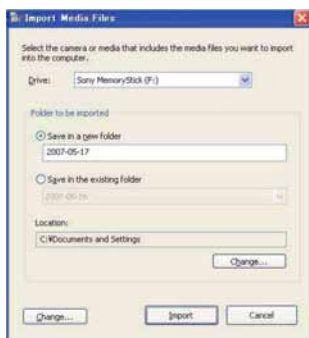 Import Media Files
Select the camera or media that includes the media files you want to import
into the computer.
Drive:
Sony MemoryStick (F:)
Folder to be imported
Save in a new folder
2007-05-17
Save in the existing folder
Location:
C:¥Documents and Settings
Change...
Change...
Import
Cancel